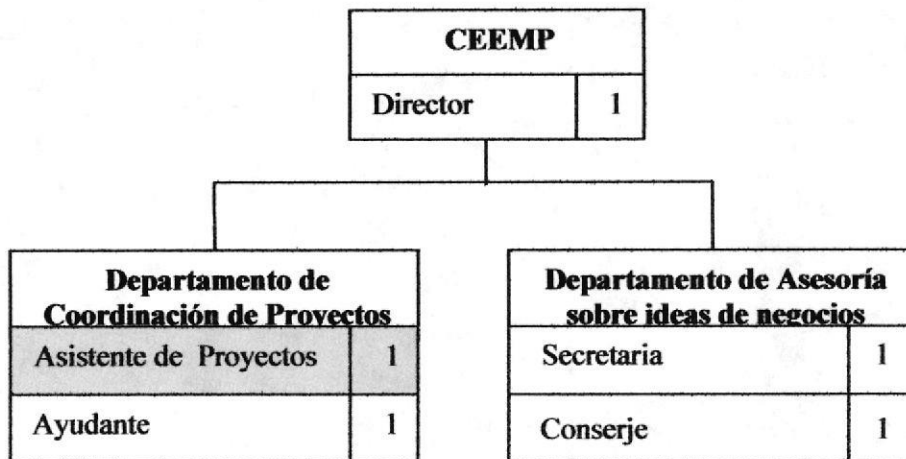 CEEMP
Director 1
Departamento de
Coordinación de Proyectos
Asistente de Proyectos 1
Ayudante 1
Departamento de Asesoría
sobre ideas de negocios
Secretaria 1
Conserje 1